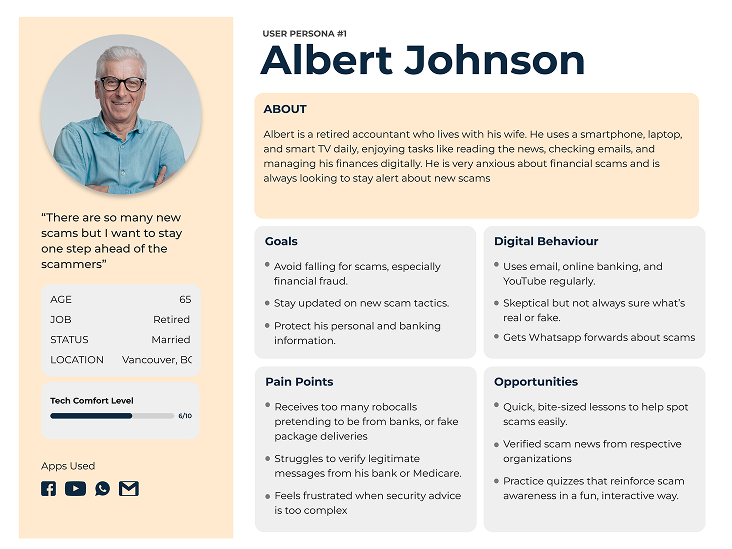 USER PERSONA #1
Albert Johnson
ABOUT
Albert is a retired accountant who lives with his wife. He uses a smartphone, laptop,
and smart TV daily, enjoying tasks like reading the news, checking emails, and
managing his finances digitally. He is very anxious about financial scams and is
always looking to stay alert about new scams
“There are so many new
scams but I want to stay
one step ahead of the
scammers”
AGE 65
JOB Retired
STATUS Married
LOCATION Vancouver, BC
Tech Comfort Level
6/10
Apps Used
Goals
Avoid falling for scams, especially
financial fraud.
Stay updated on new scam tactics.
Protect his personal and banking
information.
Digital Behaviour
Uses email, online banking, and
YouTube regularly.
Skeptical but not always sure what’s
real or fake.
Gets Whatsapp forwards about scams
Pain Points
Receives too many robocalls
pretending to be from banks, or fake
package deliveries
Struggles to verify legitimate
messages from his bank or Medicare.
Feels frustrated when security advice
is too complex
Opportunities
Quick, bite-sized lessons to help spot
scams easily.
Verified scam news from respective
organizations
Practice quizzes that reinforce scam
awareness in a fun, interactive way.